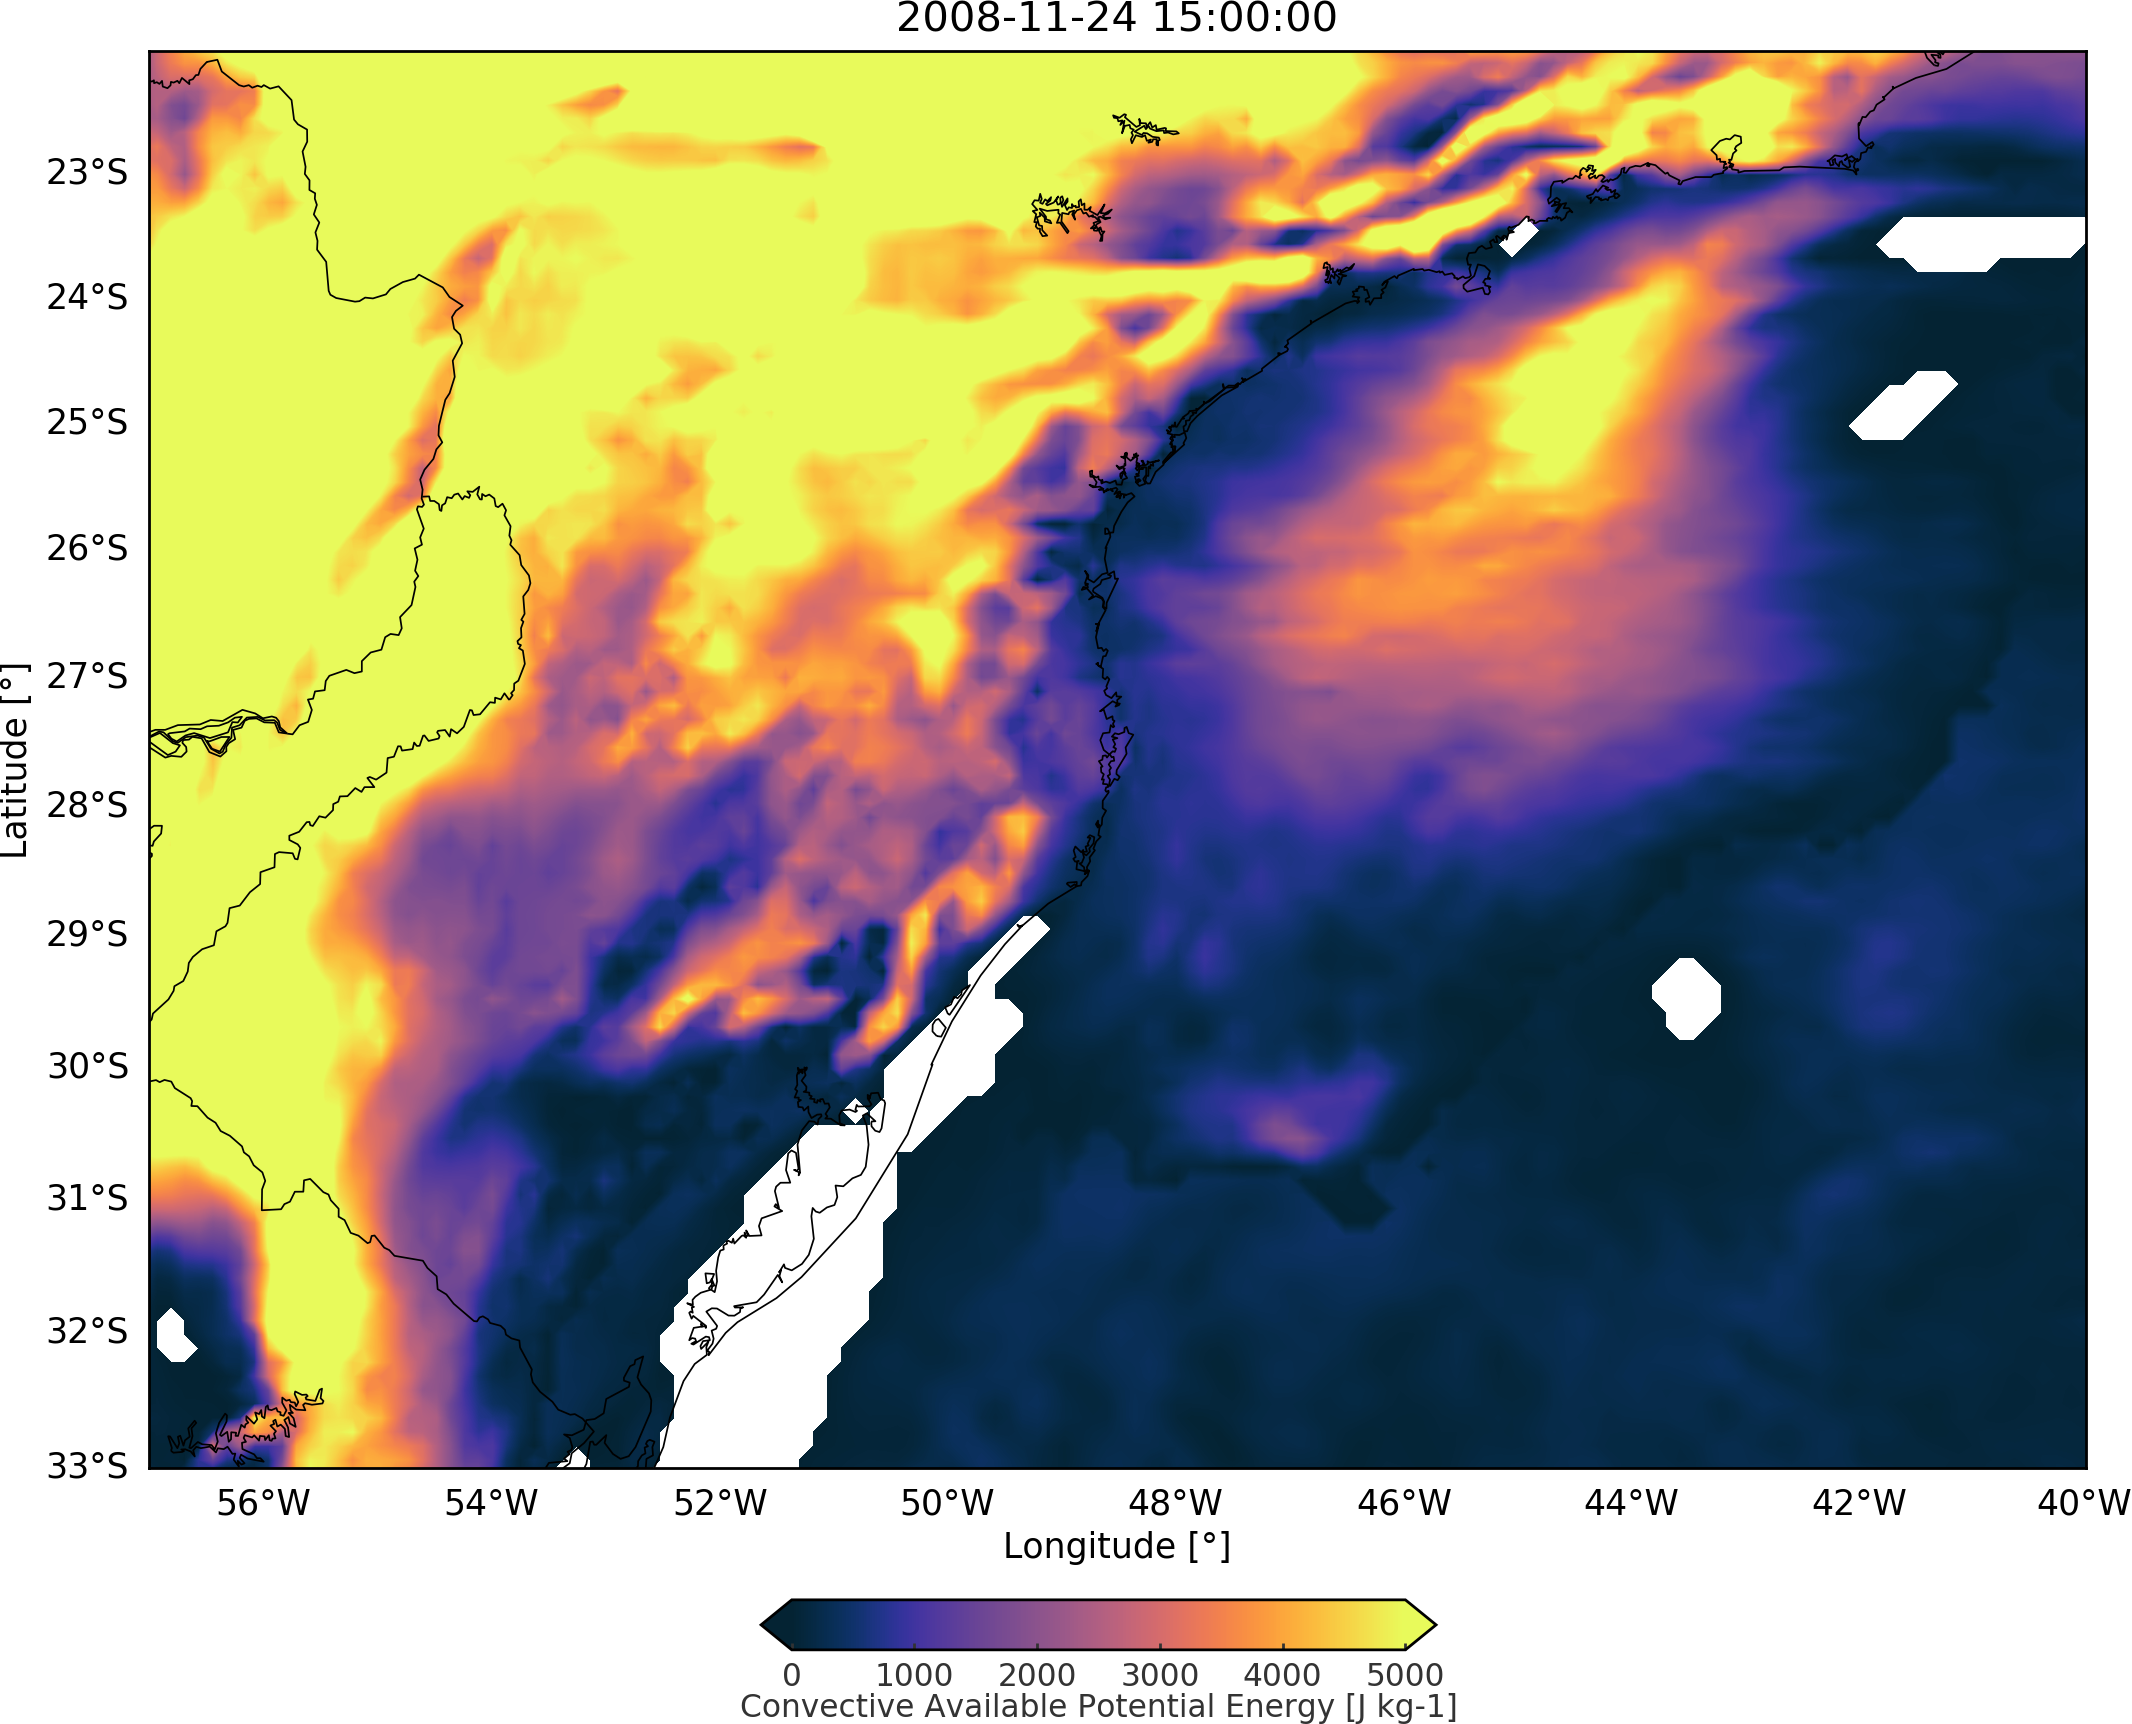 2008-11-24 15:00:00
23°S
24°S
25°S
26°S
27°S
28°S
29°S
30°S
31°S
32°S
33°S
Latitude [°]
56°W 54°W 52°W 50°W 48°W 46°W 44°W 42°W 40°W
Longitude [°]
0 1000 2000 3000 4000 5000
Convective Available Potential Energy [J kg-1]